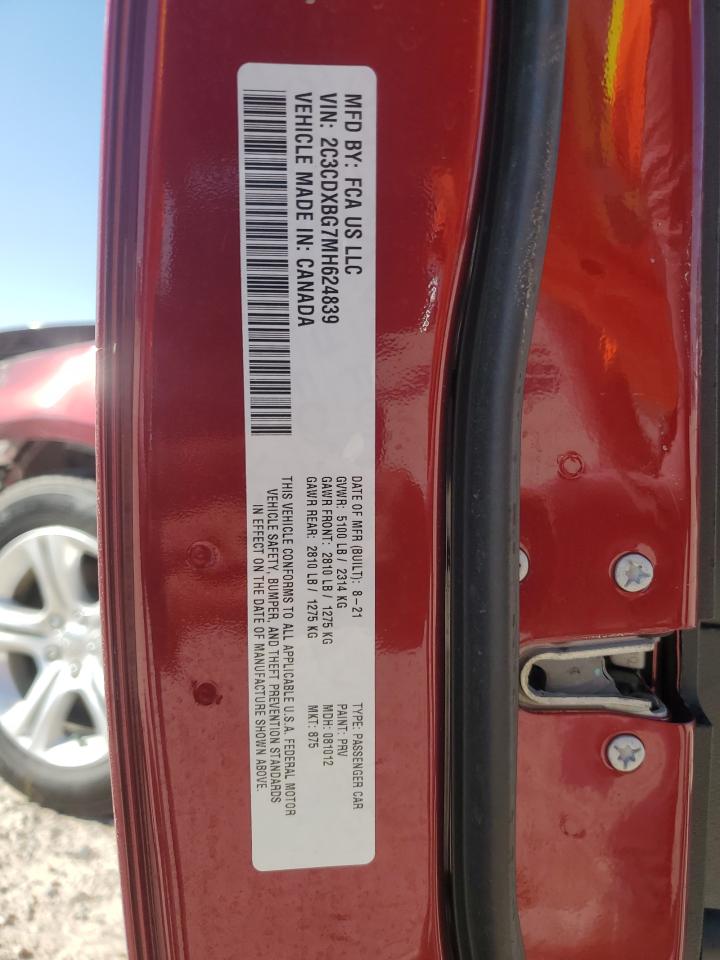 MFD BY: FCA US LLC
VIN: 2C3CDXBG7MH624839
VEHICLE MADE IN: CANADA
DATE OF MFR (BUILT): 8-21
GVWR: 5100 LB / 2314 KG
GAWR FRONT: 2810 LB / 1275 KG
GAWR REAR: 2810 LB / 1275 KG
TYPE: PASSENGER CAR
PAINT: PRV
MDH: 081012
MKT: 875
THIS VEHICLE CONFORMS TO ALL APPLICABLE U.S.A. FEDERAL MOTOR
VEHICLE SAFETY, BUMPER, AND THEFT PREVENTION STANDARDS
IN EFFECT ON THE DATE OF MANUFACTURE SHOWN ABOVE.